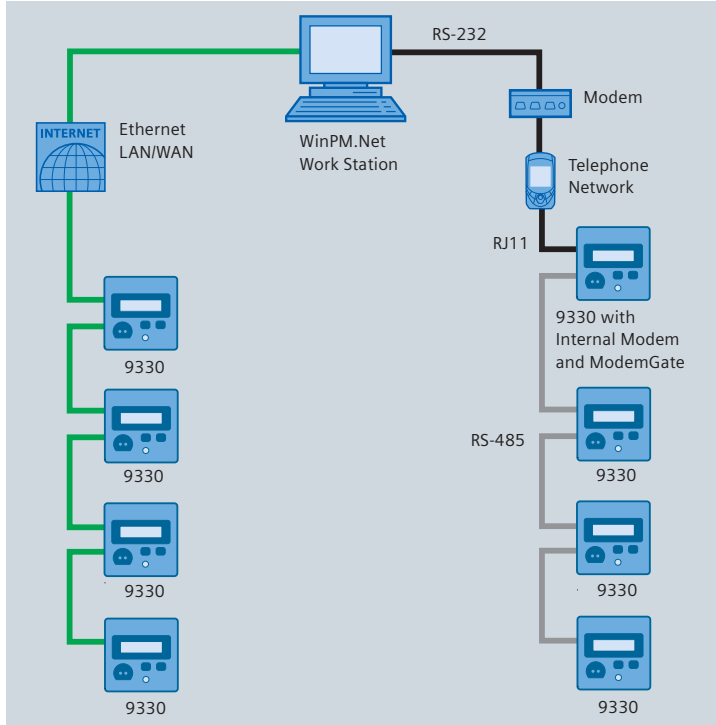 RS-232
INTERNET
Ethernet
LAN/WAN
WinPM.Net
Work Station
Modem
Telephone
Network
RJ11
9330 with
Internal Modem
and ModemGate
9330
9330
RS-485
9330
9330
9330
9330
9330